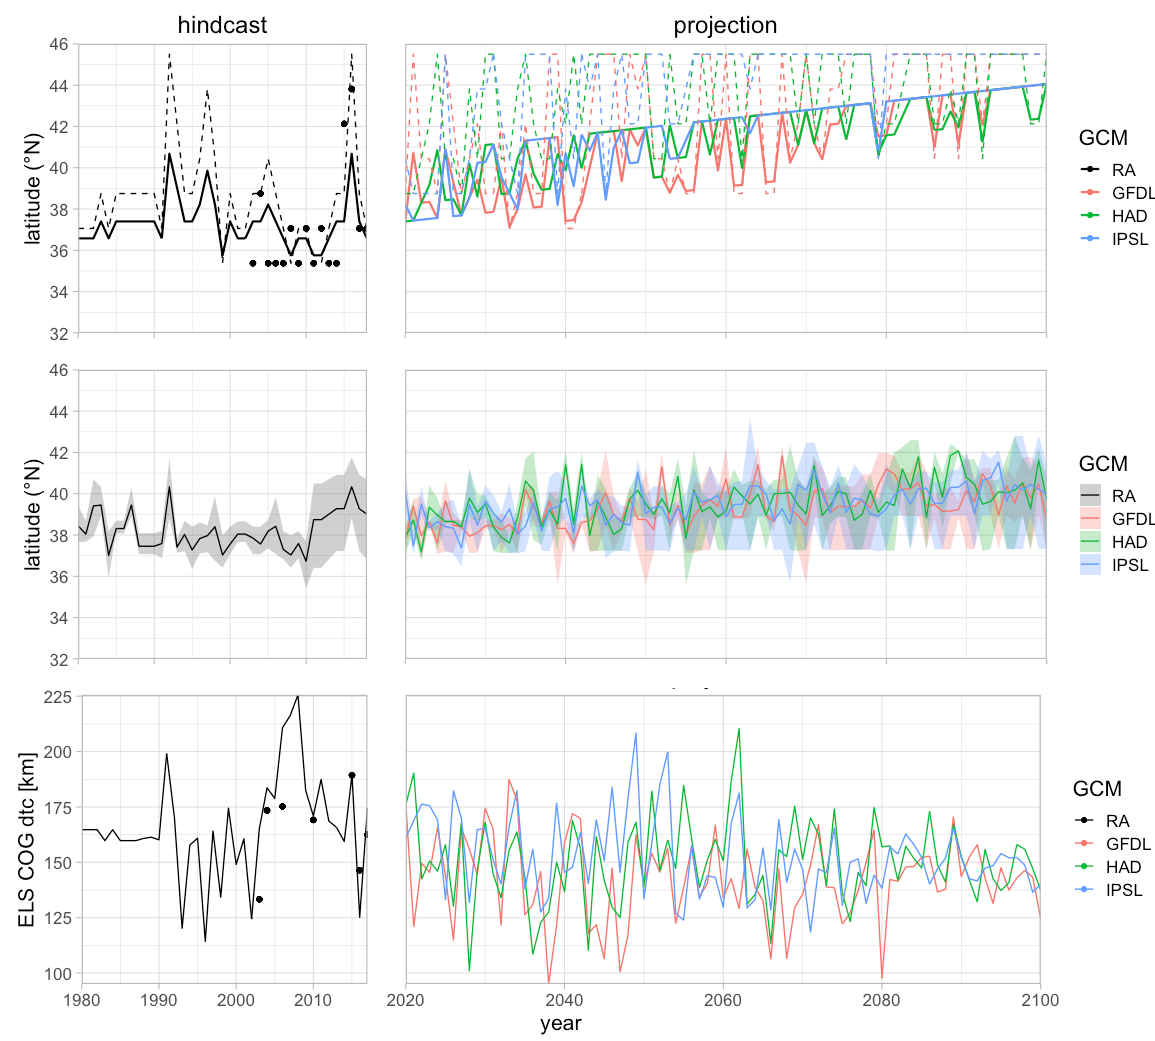 hindcast
projection
46
44
42
40
38
36
34
32
latitude (°N)
GCM
RA
GFDL
HAD
IPSL
46
44
42
40
38
36
34
32
latitude (°N)
GCM
RA
GFDL
HAD
IPSL
225
200
175
150
125
100
ELS COG dtc [km]
1980
1990
2000
2010
2020
2040
2060
2080
2100
year
GCM
RA
GFDL
HAD
IPSL